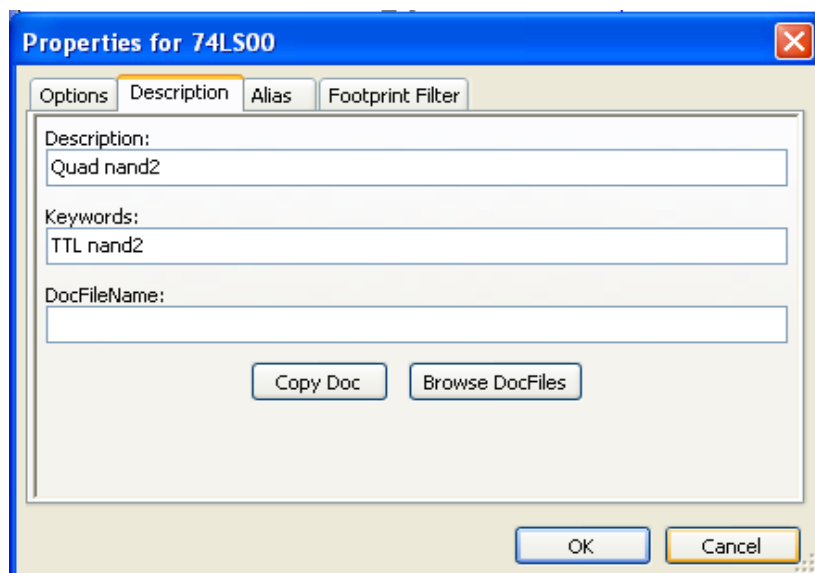 Properties for 74LS00
Options Description Alias Footprint Filter
Description:
Quad nand2
Keywords:
TTL nand2
DocFileName:
Copy Doc Browse DocFiles
OK Cancel